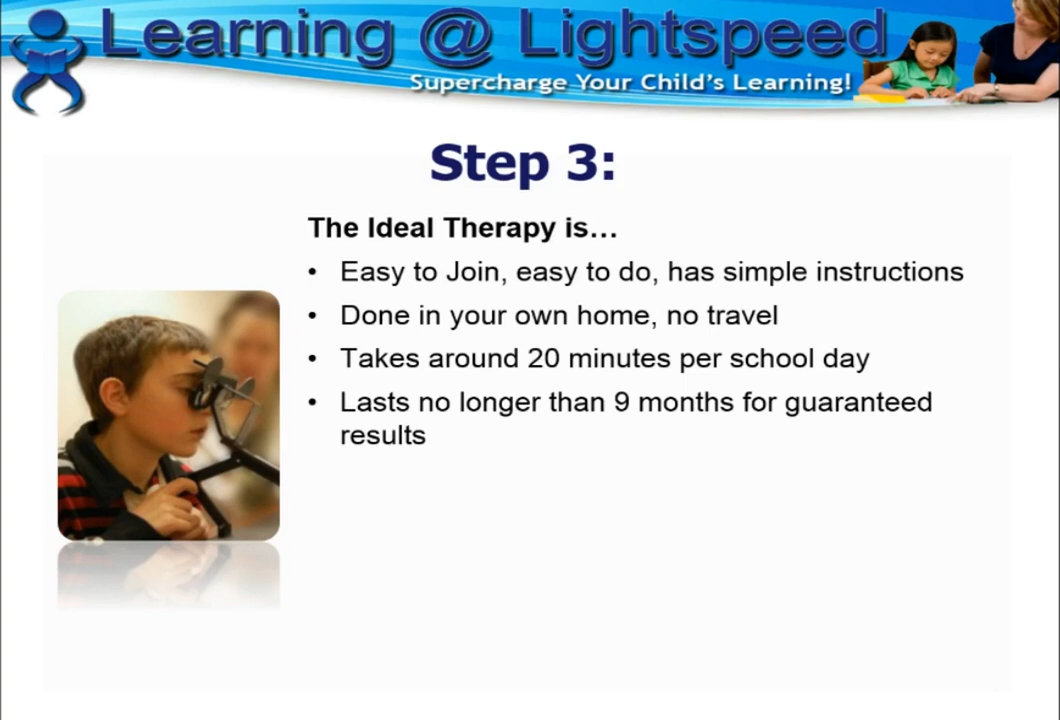 Learning @ Lightspeed
Supercharge Your Child's Learning!
Step 3:
The Ideal Therapy is…
• Easy to Join, easy to do, has simple instructions
• Done in your own home, no travel
• Takes around 20 minutes per school day
• Lasts no longer than 9 months for guaranteed
results